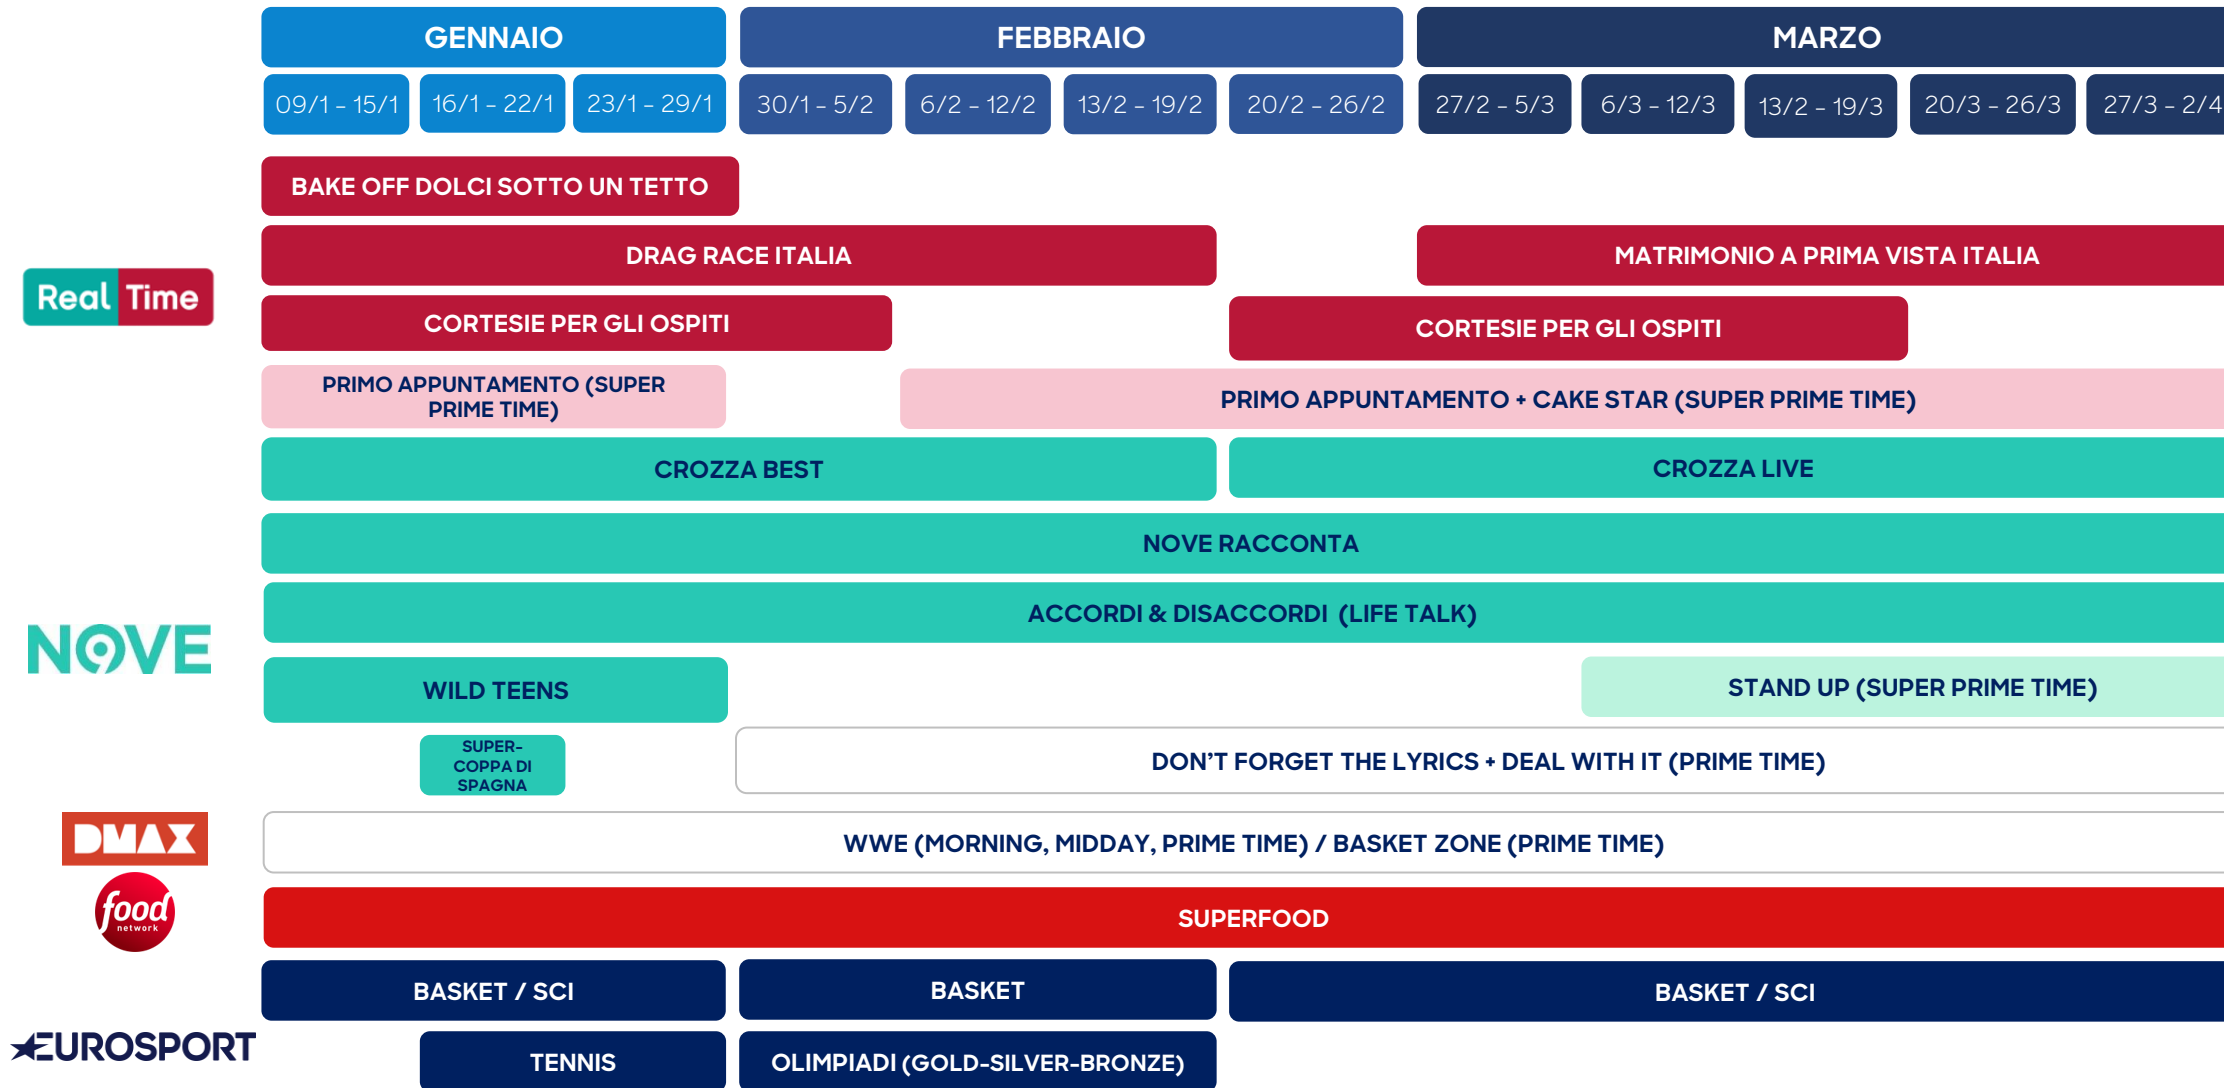 GENNAIO
FEBBRAIO
MARZO
09/1 – 15/1
16/1 – 22/1
23/1 – 29/1
30/1 – 5/2
6/2 – 12/2
13/2 – 19/2
20/2 – 26/2
27/2 – 5/3
6/3 – 12/3
13/2 – 19/3
20/3 – 26/3
27/3 – 2/4
BAKE OFF DOLCI SOTTO UN TETTO
DRAG RACE ITALIA
MATRIMONIO A PRIMA VISTA ITALIA
Real Time
CORTESIE PER GLI OSPITI
CORTESIE PER GLI OSPITI
PRIMO APPUNTAMENTO (SUPER
PRIME TIME)
PRIMO APPUNTAMENTO + CAKE STAR (SUPER PRIME TIME)
CROZZA BEST
CROZZA LIVE
NOVE RACCONTA
ACCORDI & DISACCORDI (LIFE TALK)
NOVE
WILD TEENS
STAND UP (SUPER PRIME TIME)
SUPER-
COPPA DI
SPAGNA
DON'T FORGET THE LYRICS + DEAL WITH IT (PRIME TIME)
DMAX
WWE (MORNING, MIDDAY, PRIME TIME) / BASKET ZONE (PRIME TIME)
food
network
SUPERFOOD
BASKET / SCI
BASKET
BASKET / SCI
EUROSPORT
TENNIS
OLIMPIADI (GOLD-SILVER-BRONZE)